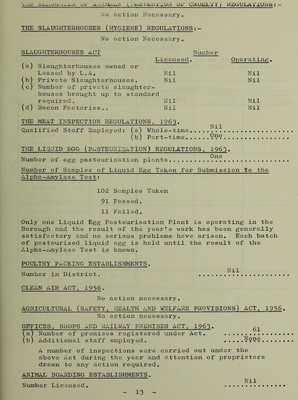 THE SLAUGHTER OF ANIMALS (PREVENTION OF CRUELTY) REGULATIONS:-
No action Necessary.
THE SLAUGHTERHOUSES (HYGIENE) REGULATIONS:-
No action Necessary.
SLAUGHTERHOUSES ACT Number
Licensed. Operating.
(a) Slaughterhouses owned or
Leased by L.A. Nil Nil
(b) Private Slaughterhouses. Nil Nil
(c) Number of private slaughter-
houses brought up to standard
required. Nil Nil
(d) Bacon Factories.. Nil Nil
THE MEAT INSPECTION REGULATIONS, 1963.
Qualified Staff Employed: (a) Whole-time....Nil
(b) Part-time....One
THE LIQUID EGG (PASTEURISATION) REGULATIONS, 1963.
Number of egg pasteurisation plants....One
Number of Samples of Liquid Egg Taken for Submission to the
Alpha-Amylase Test:
102 Samples Taken
91 Passed.
11 Failed.
Only one Liquid Egg Pasteurisation Plant is operating in the
Borough and the result of the year's work has been generally
satisfactory and no serious problems have arisen. Each batch
of pasteurised liquid egg is held until the result of the
Alpha-Amylase Test is known.
POULTRY PACKING ESTABLISHMENTS.
Number in District. Nil
CLEAN AIR ACT, 1956.
No action necessary.
AGRICULTURAL (SAFETY, HEALTH AND WELFARE PROVISIONS) ACT, 1956.
No action necessary.
OFFICES, SHOPS AND RAILWAY PREMISES ACT, 1963.
(a) Number of premises registered under Act. 61
(b) Additional staff employed. ....None
A number of inspections were carried out under the
above Act during the year and attention of proprietors
drawn to any action required.
ANIMAL BOARDING ESTABLISHMENTS
Number Licensed. Nil
- 13 -